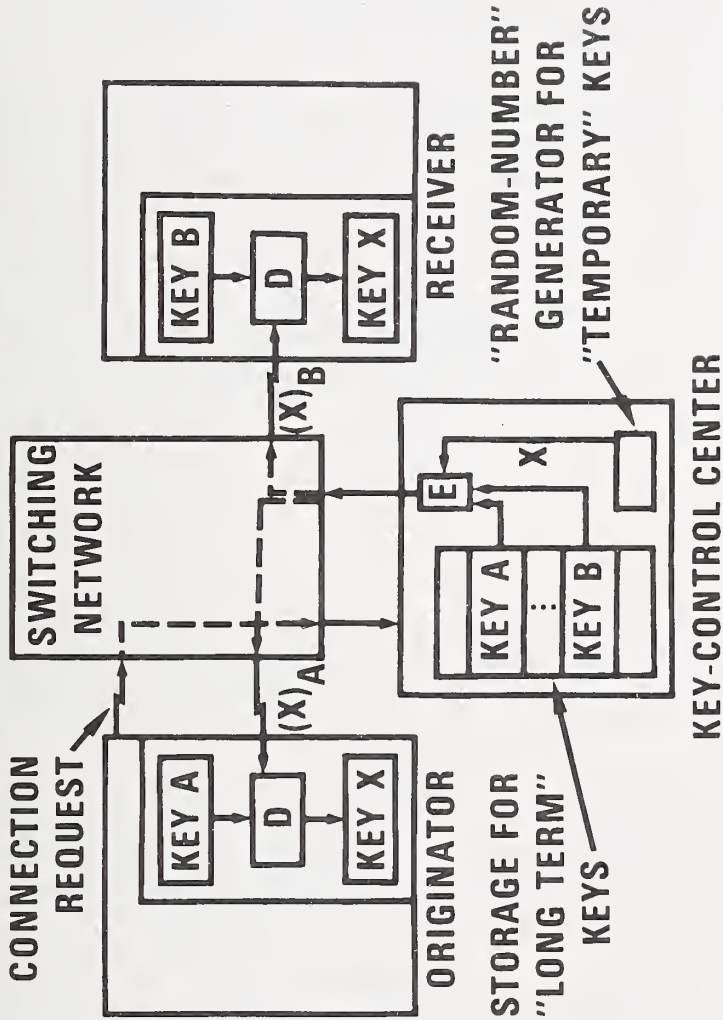 CONNECTION
REQUEST
SWITCHING
NETWORK
KEY A
D
KEY X
ORIGINATOR
(X)A
(X)B
KEY B
D
KEY X
RECEIVER
STORAGE FOR
"LONG TERM"
KEYS
KEY A
⋮
KEY B
E
X
KEY-CONTROL CENTER
"RANDOM-NUMBER"
GENERATOR FOR
"TEMPORARY" KEYS